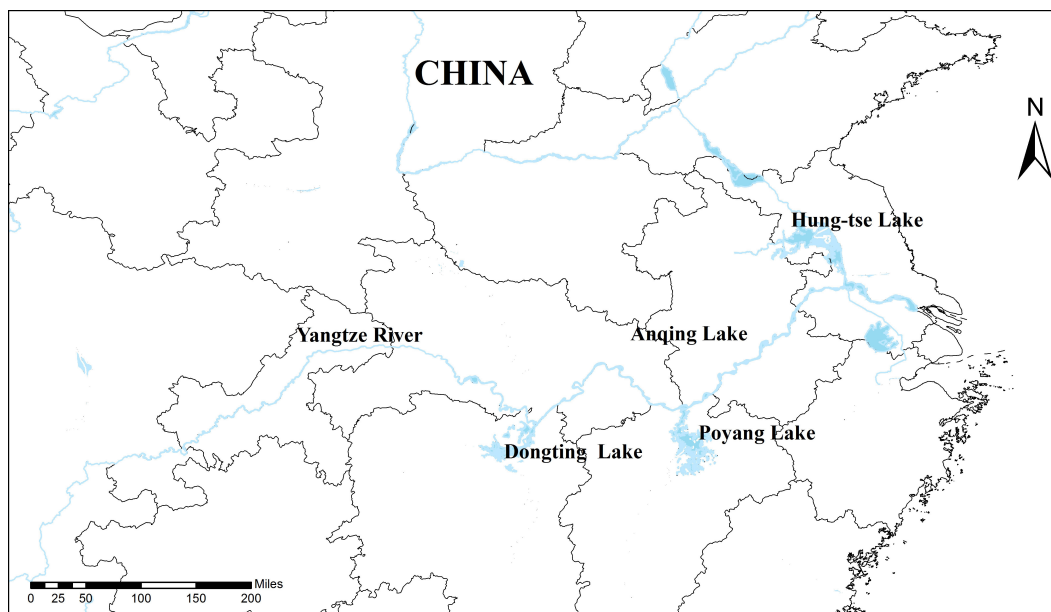 CHINA
N
Hung-tse Lake
Yangtze River
Anqing Lake
Poyang Lake
Dongting  Lake
Miles
0 25 50 100 150 200